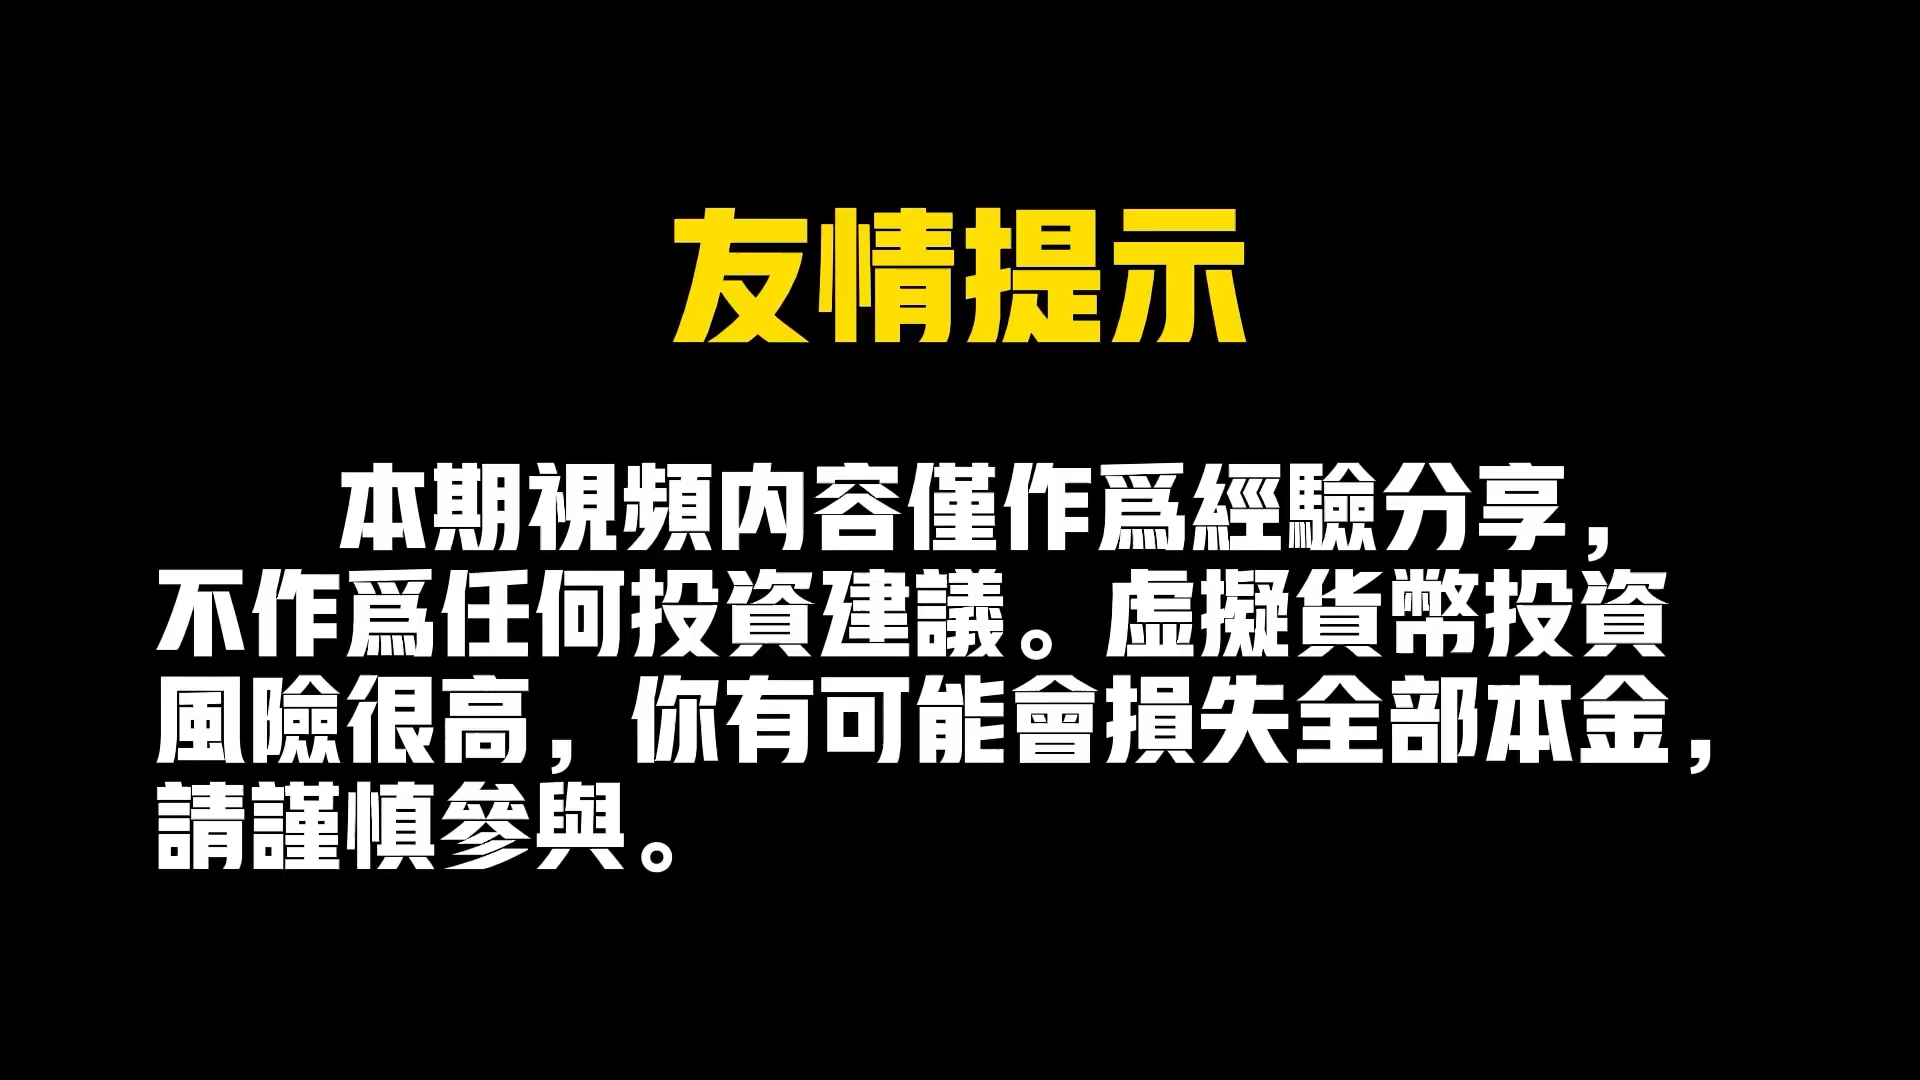 友情提示
本期視頻内容僅作爲經驗分享，
不作爲任何投資建議。虛擬貨幣投資
風險很高，你有可能會損失全部本金，
請謹慎參與。